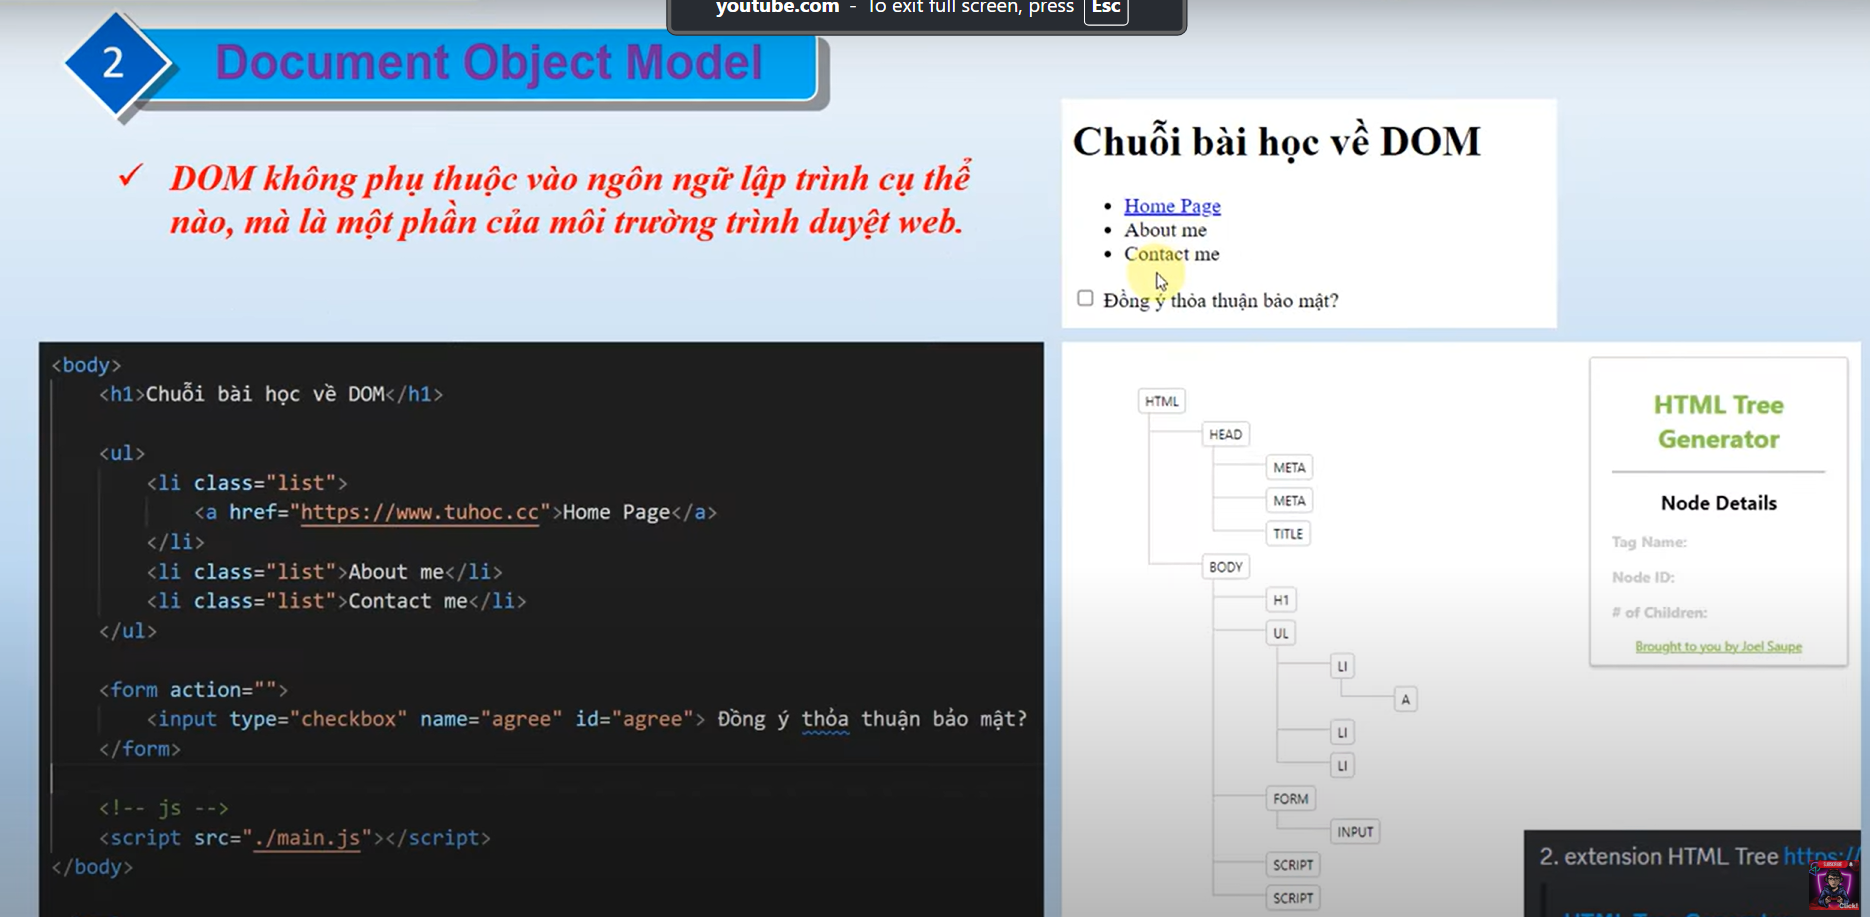 youtube.com - To exit full screen, press Esc
2
Document Object Model
✓ DOM không phụ thuộc vào ngôn ngữ lập trình cụ thể
nào, mà là một phần của môi trường trình duyệt web.
Chuỗi bài học về DOM
• Home Page
• About me
• Contact me
Đồng ý thỏa thuận bảo mật?
<body>
<h1>Chuỗi bài học về DOM</h1>
<ul>
<li class="list">
<a href="https://www.tuhoc.cc">Home Page</a>
</li>
<li class="list">About me</li>
<li class="list">Contact me</li>
</ul>
<form action="">
<input type="checkbox" name="agree" id="agree"> Đồng ý thỏa thuận bảo mật?
</form>
<!-- js -->
<script src="./main.js"></script>
</body>
HTML
HEAD
META
META
TITLE
BODY
H1
UL
LI
A
LI
LI
FORM
INPUT
SCRIPT
SCRIPT
HTML Tree
Generator
Node Details
Tag Name:
Node ID:
# of Children:
Brought to you by Joel Saupe
2. extension HTML Tree https://